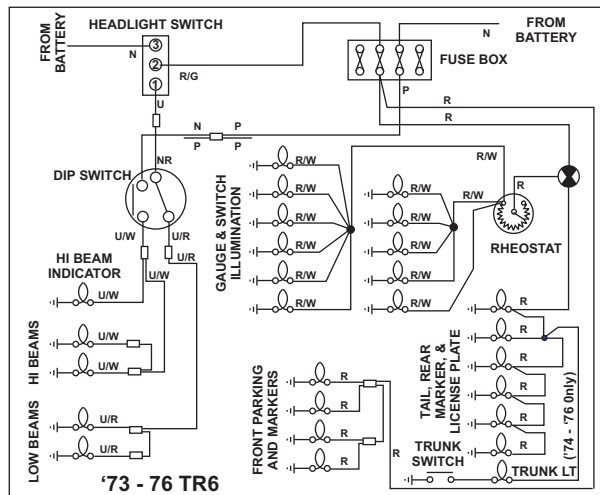 HEADLIGHT SWITCH
FROM
BATTERY
N
3
2
1
R/G
U
FROM
BATTERY
N
FUSE BOX
P
R
R
N P
P P
NR
DIP SWITCH
U/W
U/R
U/R
U/W
HI BEAM
INDICATOR
U/W
HI BEAMS
U/W
U/W
LOW BEAMS
U/R
U/R
GAUGE & SWITCH
ILLUMINATION
R/W
R/W
R/W
R/W
R/W
R/W
R/W
R/W
R/W
R/W
R/W
R/W
R/W
R
RHEOSTAT
TAIL, REAR
MARKER, &
LICENSE PLATE
R
R
R
R
R
R
('74 - '76 Only)
FRONT PARKING
AND MARKERS
R
R
R
R
R
TRUNK
SWITCH
TRUNK LT
'73 - 76 TR6